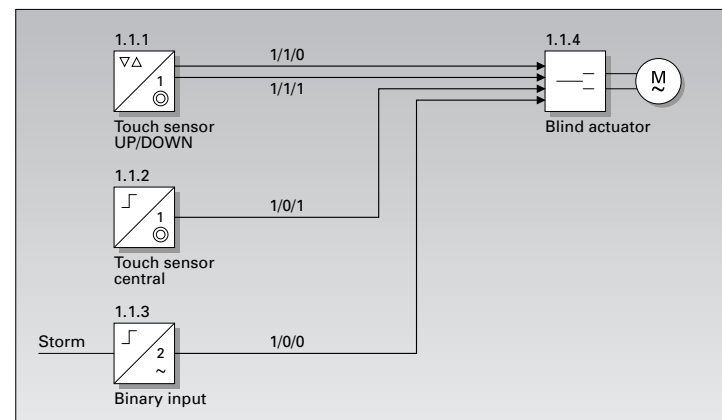 1.1.1
▽△
1
Touch sensor
UP/DOWN
1/1/0
1/1/1
1.1.4
M
~
Blind actuator
1.1.2
1
Touch sensor
central
1/0/1
1.1.3
Storm
2
~
Binary input
1/0/0